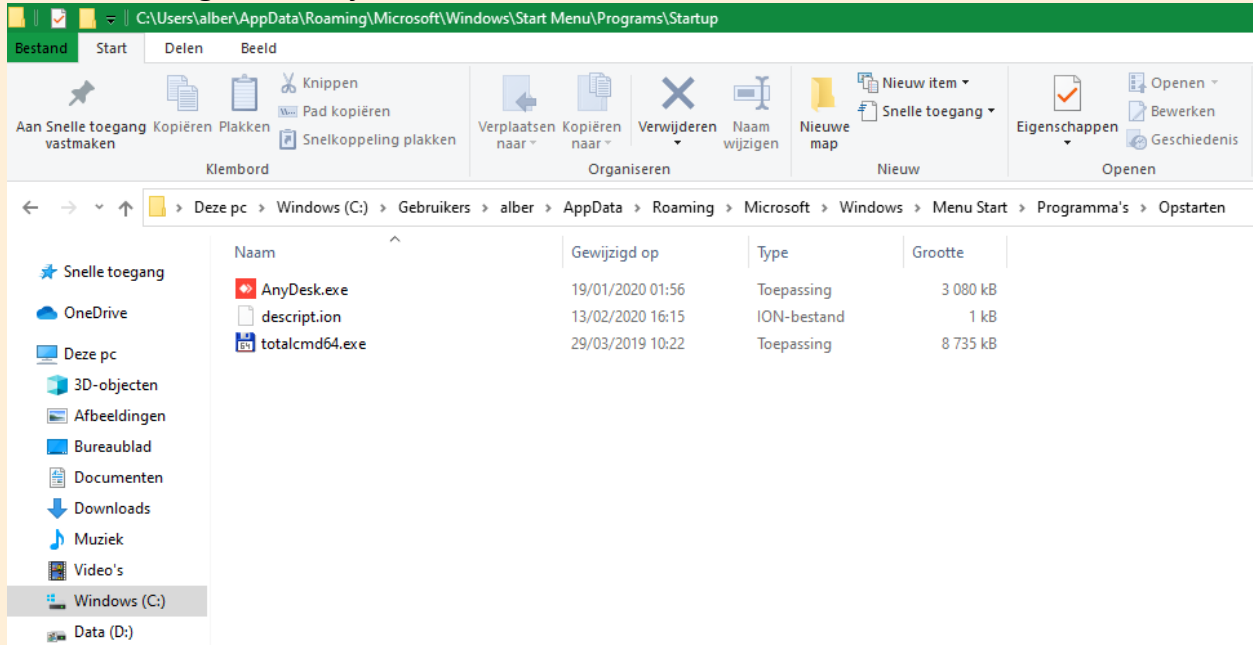 C:\Users\alber\AppData\Roaming\Microsoft\Windows\Start Menu\Programs\Startup
Bestand Start Delen Beeld
Aan Snelle toegang vastmaken
Kopiëren
Plakken
Knippen
Pad kopiëren
Snelkoppeling plakken
Klembord
Verplaatsen naar
Kopiëren naar
Verwijderen
Naam wijzigen
Organiseren
Nieuwe map
Nieuw item
Snelle toegang
Nieuw
Eigenschappen
Openen
Bewerken
Geschiedenis
Openen
Deze pc > Windows (C:) > Gebruikers > alber > AppData > Roaming > Microsoft > Windows > Menu Start > Programma's > Opstarten
Snelle toegang
OneDrive
Deze pc
3D-objecten
Afbeeldingen
Bureaublad
Documenten
Downloads
Muziek
Video's
Windows (C:)
Data (D:)
Naam Gewijzigd op Type Grootte
AnyDesk.exe 19/01/2020 01:56 Toepassing 3 080 kB
descript.ion 13/02/2020 16:15 ION-bestand 1 kB
totalcmd64.exe 29/03/2019 10:22 Toepassing 8 735 kB